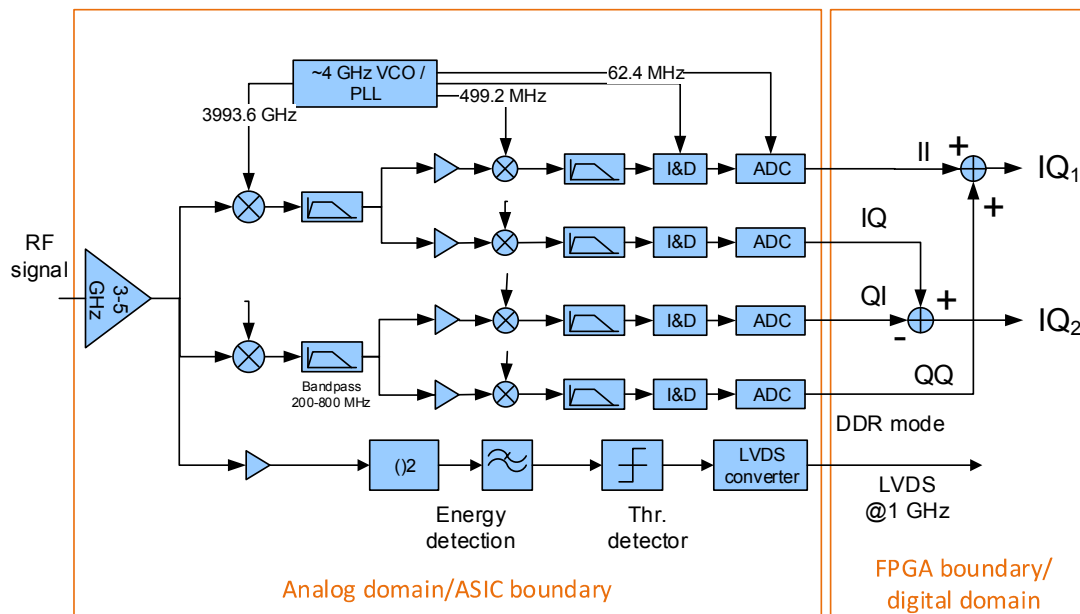 ~4 GHz VCO /
PLL
62.4 MHz
499.2 MHz
3993.6 GHz
RF
signal
3-5
GHz
I&D
ADC
II
+
+
IQ1
I&D
ADC
IQ
I&D
ADC
QI
+
-
IQ2
Bandpass
200-800 MHz
I&D
ADC
QQ
DDR mode
()2
LVDS
converter
LVDS
@1 GHz
Energy
detection
Thr.
detector
Analog domain/ASIC boundary
FPGA boundary/
digital domain